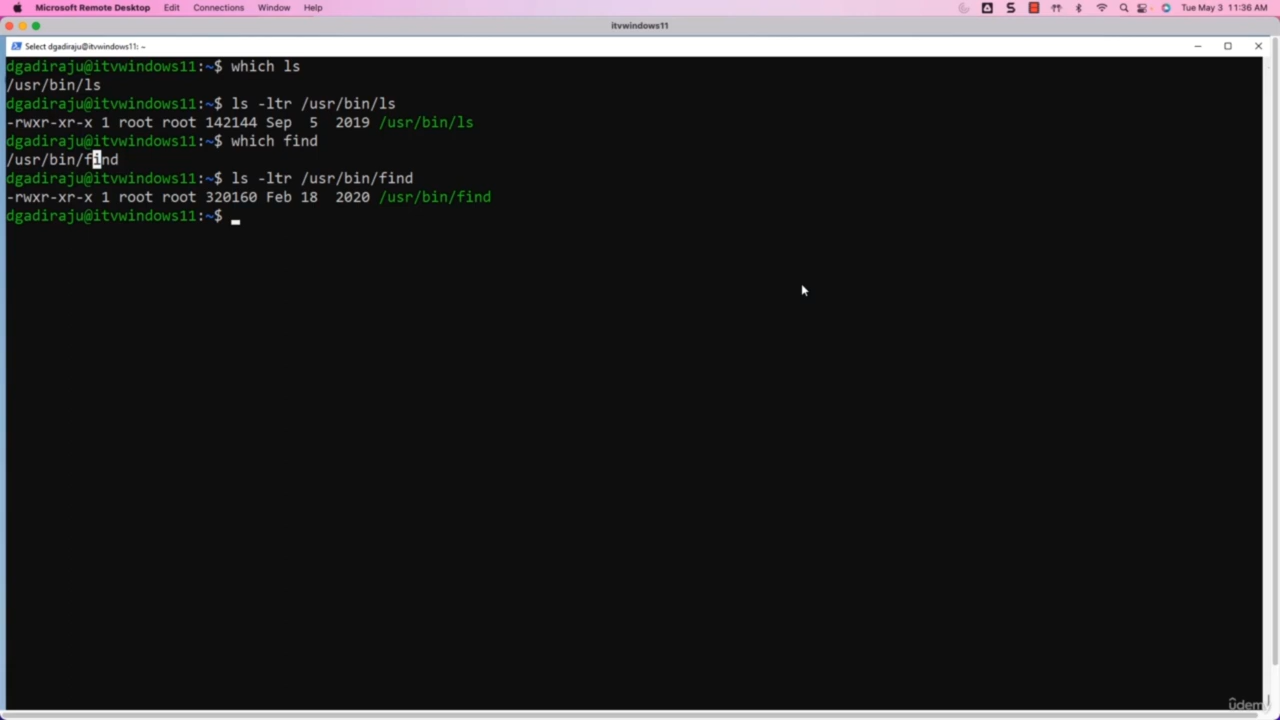 Microsoft Remote Desktop Edit Connections Window Help Tue May 3 11:36 AM
itvwindows11
Select dgadiraju@itvwindows11: ~
dgadiraju@itvwindows11:~$ which ls
/usr/bin/ls
dgadiraju@itvwindows11:~$ ls -ltr /usr/bin/ls
-rwxr-xr-x 1 root root 142144 Sep  5  2019 /usr/bin/ls
dgadiraju@itvwindows11:~$ which find
/usr/bin/find
dgadiraju@itvwindows11:~$ ls -ltr /usr/bin/find
-rwxr-xr-x 1 root root 320160 Feb 18  2020 /usr/bin/find
dgadiraju@itvwindows11:~$
ûdemy